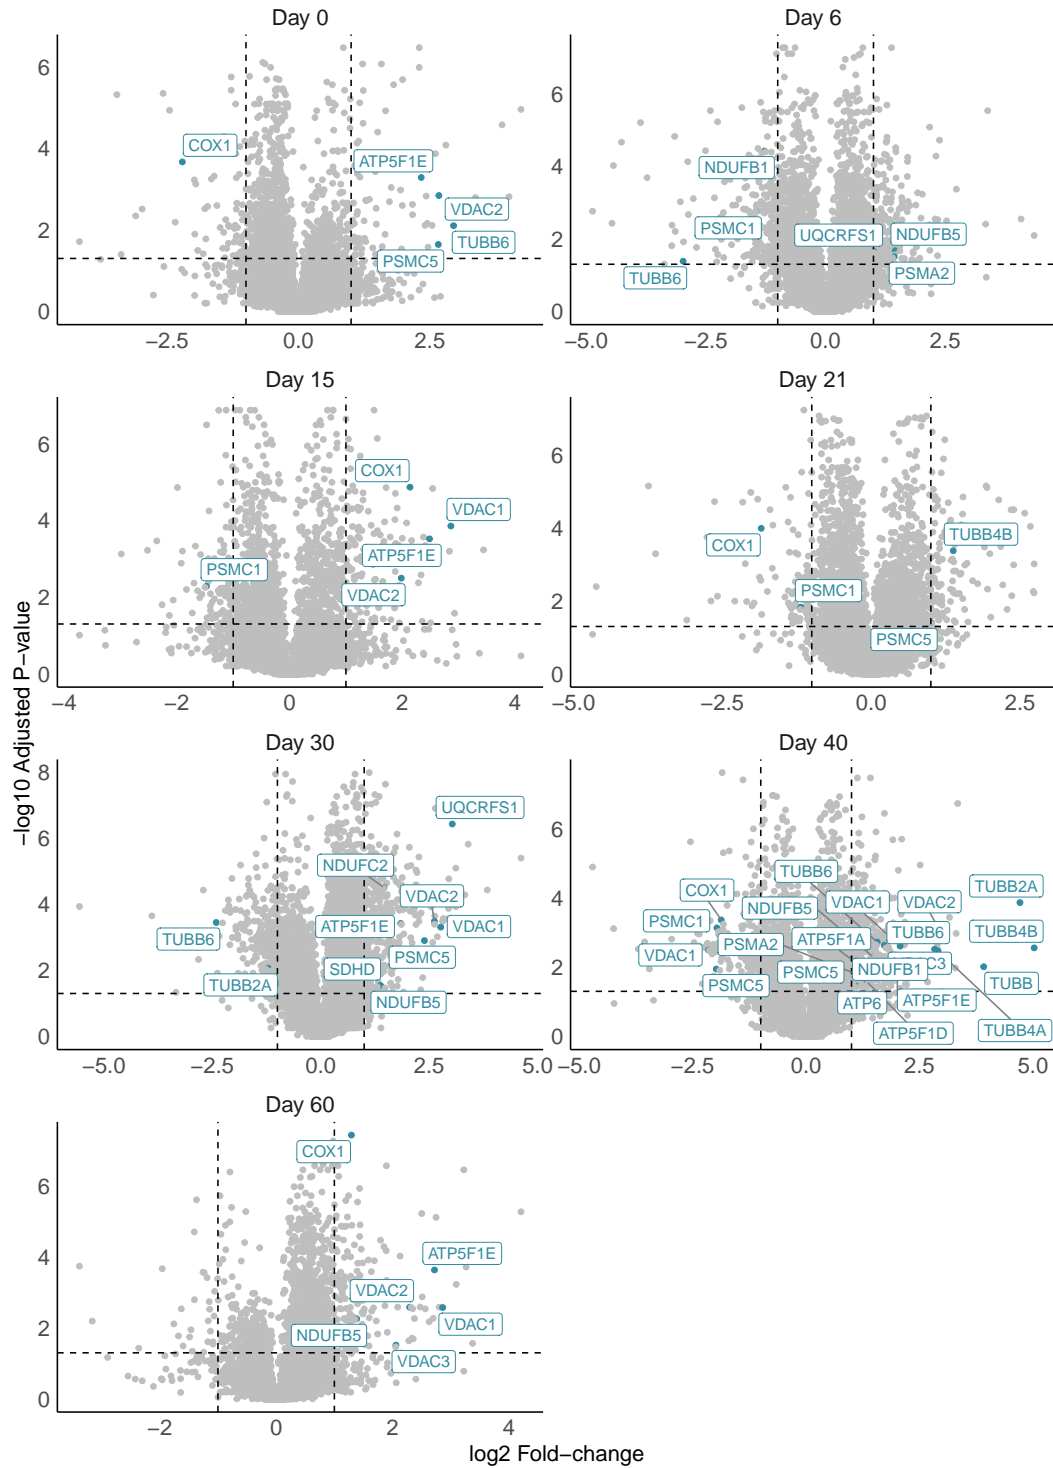 Day 0
Day 6
6
4
2
0
COX1
ATP5F1E
VDAC2
TUBB6
PSMC5
−2.5
0.0
2.5
6
4
2
0
NDUFB1
PSMC1
UQCRFS1
NDUFB5
TUBB6
PSMA2
−5.0
−2.5
0.0
2.5
Day 15
Day 21
6
4
2
0
COX1
VDAC1
ATP5F1E
PSMC1
VDAC2
−4
−2
0
2
4
6
4
2
0
COX1
TUBB4B
PSMC1
PSMC5
−5.0
−2.5
0.0
2.5
−log10 Adjusted P−value
Day 30
Day 40
8
6
4
2
0
UQCRFS1
NDUFC2
VDAC2
ATP5F1E
VDAC1
TUBB6
PSMC5
SDHD
TUBB2A
NDUFB5
−5.0
−2.5
0.0
2.5
5.0
6
4
2
0
TUBB6
COX1
TUBB2A
VDAC1
VDAC2
NDUFB5
PSMC1
TUBB4B
TUBB6
ATP5F1A
PSMA2
VDAC1
C3
NDUFB1
PSMC5
PSMC5
TUBB
ATP6
ATP5F1E
ATP5F1D
TUBB4A
−5.0
−2.5
0.0
2.5
5.0
Day 60
6
4
2
0
COX1
ATP5F1E
VDAC2
VDAC1
NDUFB5
VDAC3
−2
0
2
4
log2 Fold−change